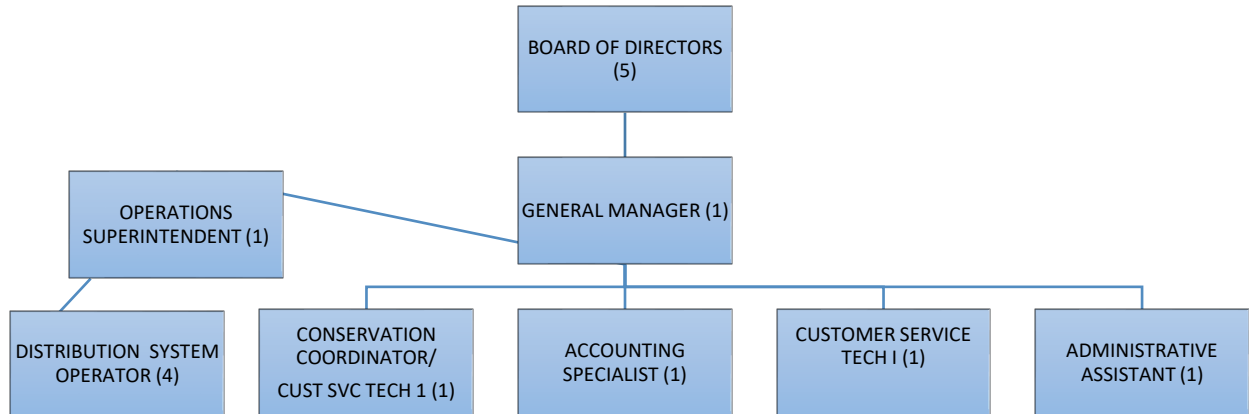 BOARD OF DIRECTORS
(5)
OPERATIONS
SUPERINTENDENT (1)
GENERAL MANAGER (1)
DISTRIBUTION SYSTEM
OPERATOR (4)
CONSERVATION
COORDINATOR/
CUST SVC TECH 1 (1)
ACCOUNTING
SPECIALIST (1)
CUSTOMER SERVICE
TECH I (1)
ADMINISTRATIVE
ASSISTANT (1)